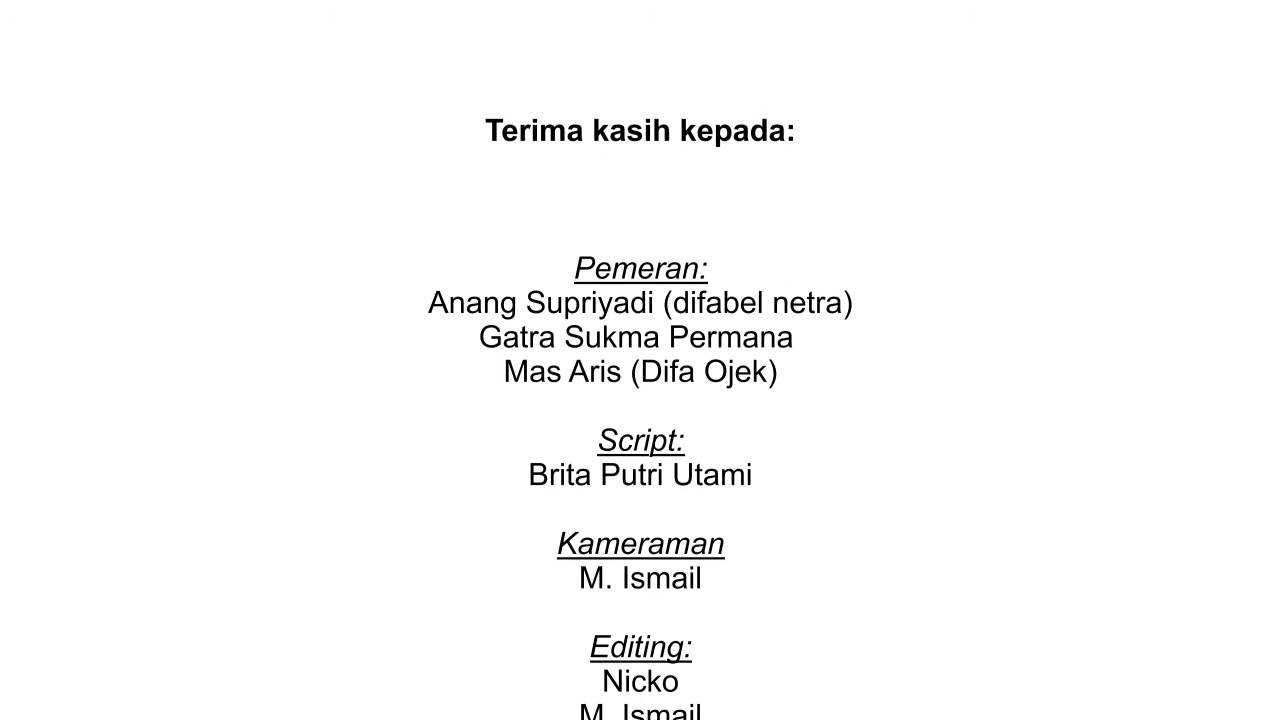 Terima kasih kepada:
Pemeran:
Anang Supriyadi (difabel netra)
Gatra Sukma Permana
Mas Aris (Difa Ojek)
Script:
Brita Putri Utami
Kameraman
M. Ismail
Editing:
Nicko
M. Ismail